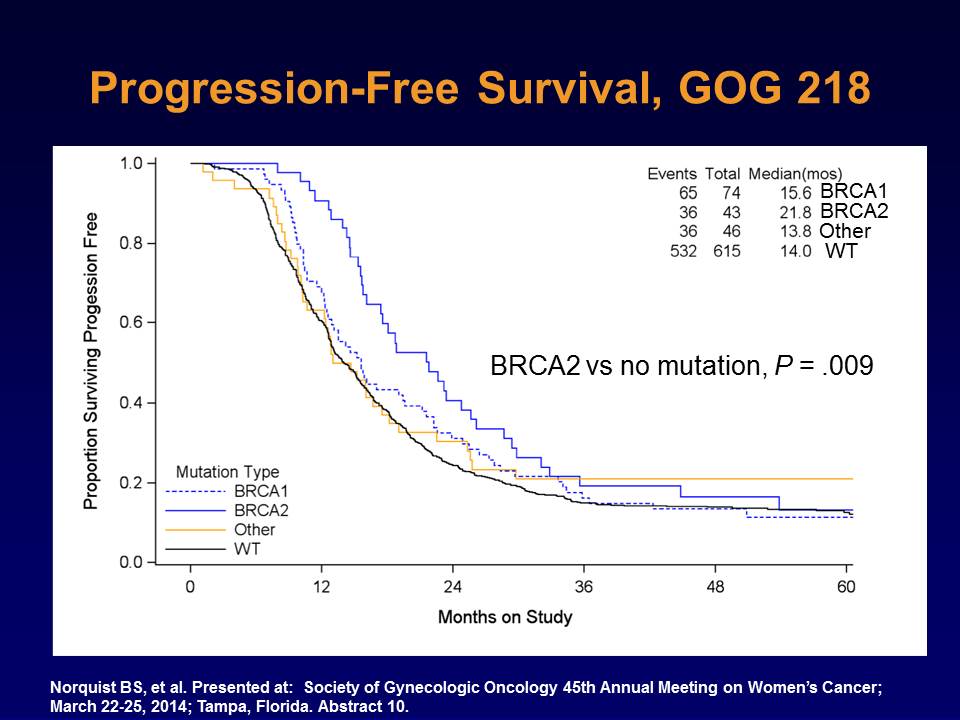 Progression-Free Survival, GOG 218
Events Total Median(mos)
65 74 15.6 BRCA1
36 43 21.8 BRCA2
36 46 13.8 Other
532 615 14.0 WT
BRCA2 vs no mutation, P = .009
Proportion Surviving Progession Free
1.0
0.8
0.6
0.4
0.2
0.0
Mutation Type
BRCA1
BRCA2
Other
WT
0 12 24 36 48 60
Months on Study
Norquist BS, et al. Presented at: Society of Gynecologic Oncology 45th Annual Meeting on Women’s Cancer;
March 22-25, 2014; Tampa, Florida. Abstract 10.